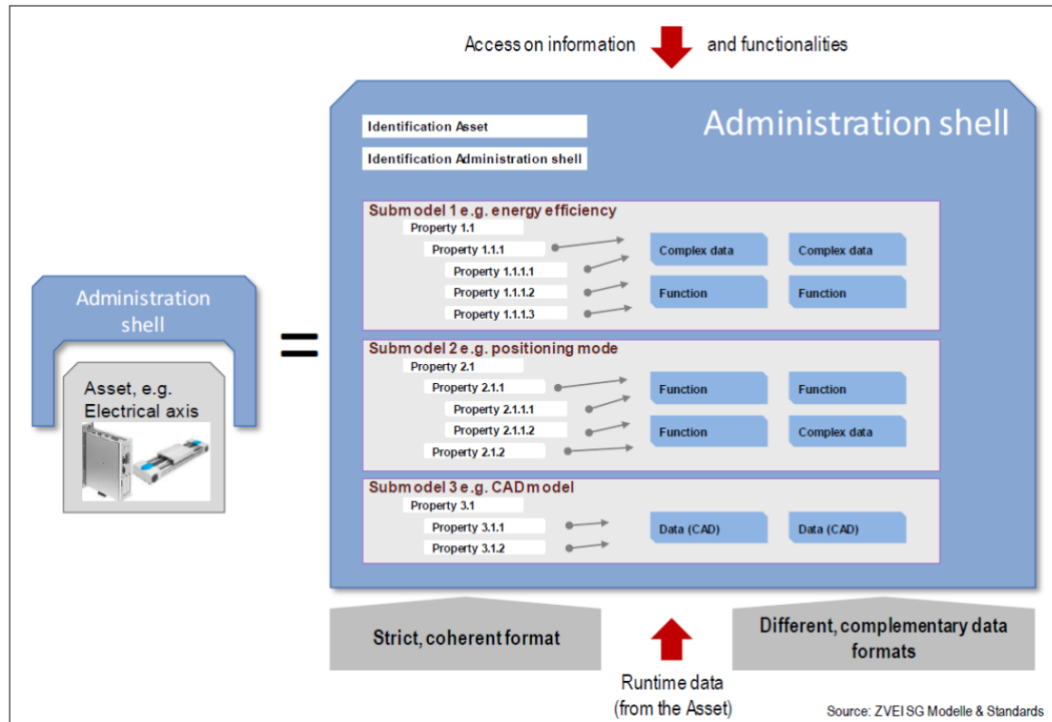 Access on information and functionalities
Administration shell
Identification Asset
Identification Administration shell
Submodel 1 e.g. energy efficiency
Property 1.1
Property 1.1.1
Property 1.1.1.1
Property 1.1.1.2
Property 1.1.1.3
Complex data
Complex data
Function
Function
Administration
shell
=
Asset, e.g.
Electrical axis
Submodel 2 e.g. positioning mode
Property 2.1
Property 2.1.1
Property 2.1.1.1
Property 2.1.1.2
Property 2.1.2
Function
Function
Function
Complex data
Submodel 3 e.g. CAD model
Property 3.1
Property 3.1.1
Property 3.1.2
Data (CAD)
Data (CAD)
Strict, coherent format
Different, complementary data
formats
Runtime data
(from the Asset)
Source: ZVEI SG Modelle & Standards